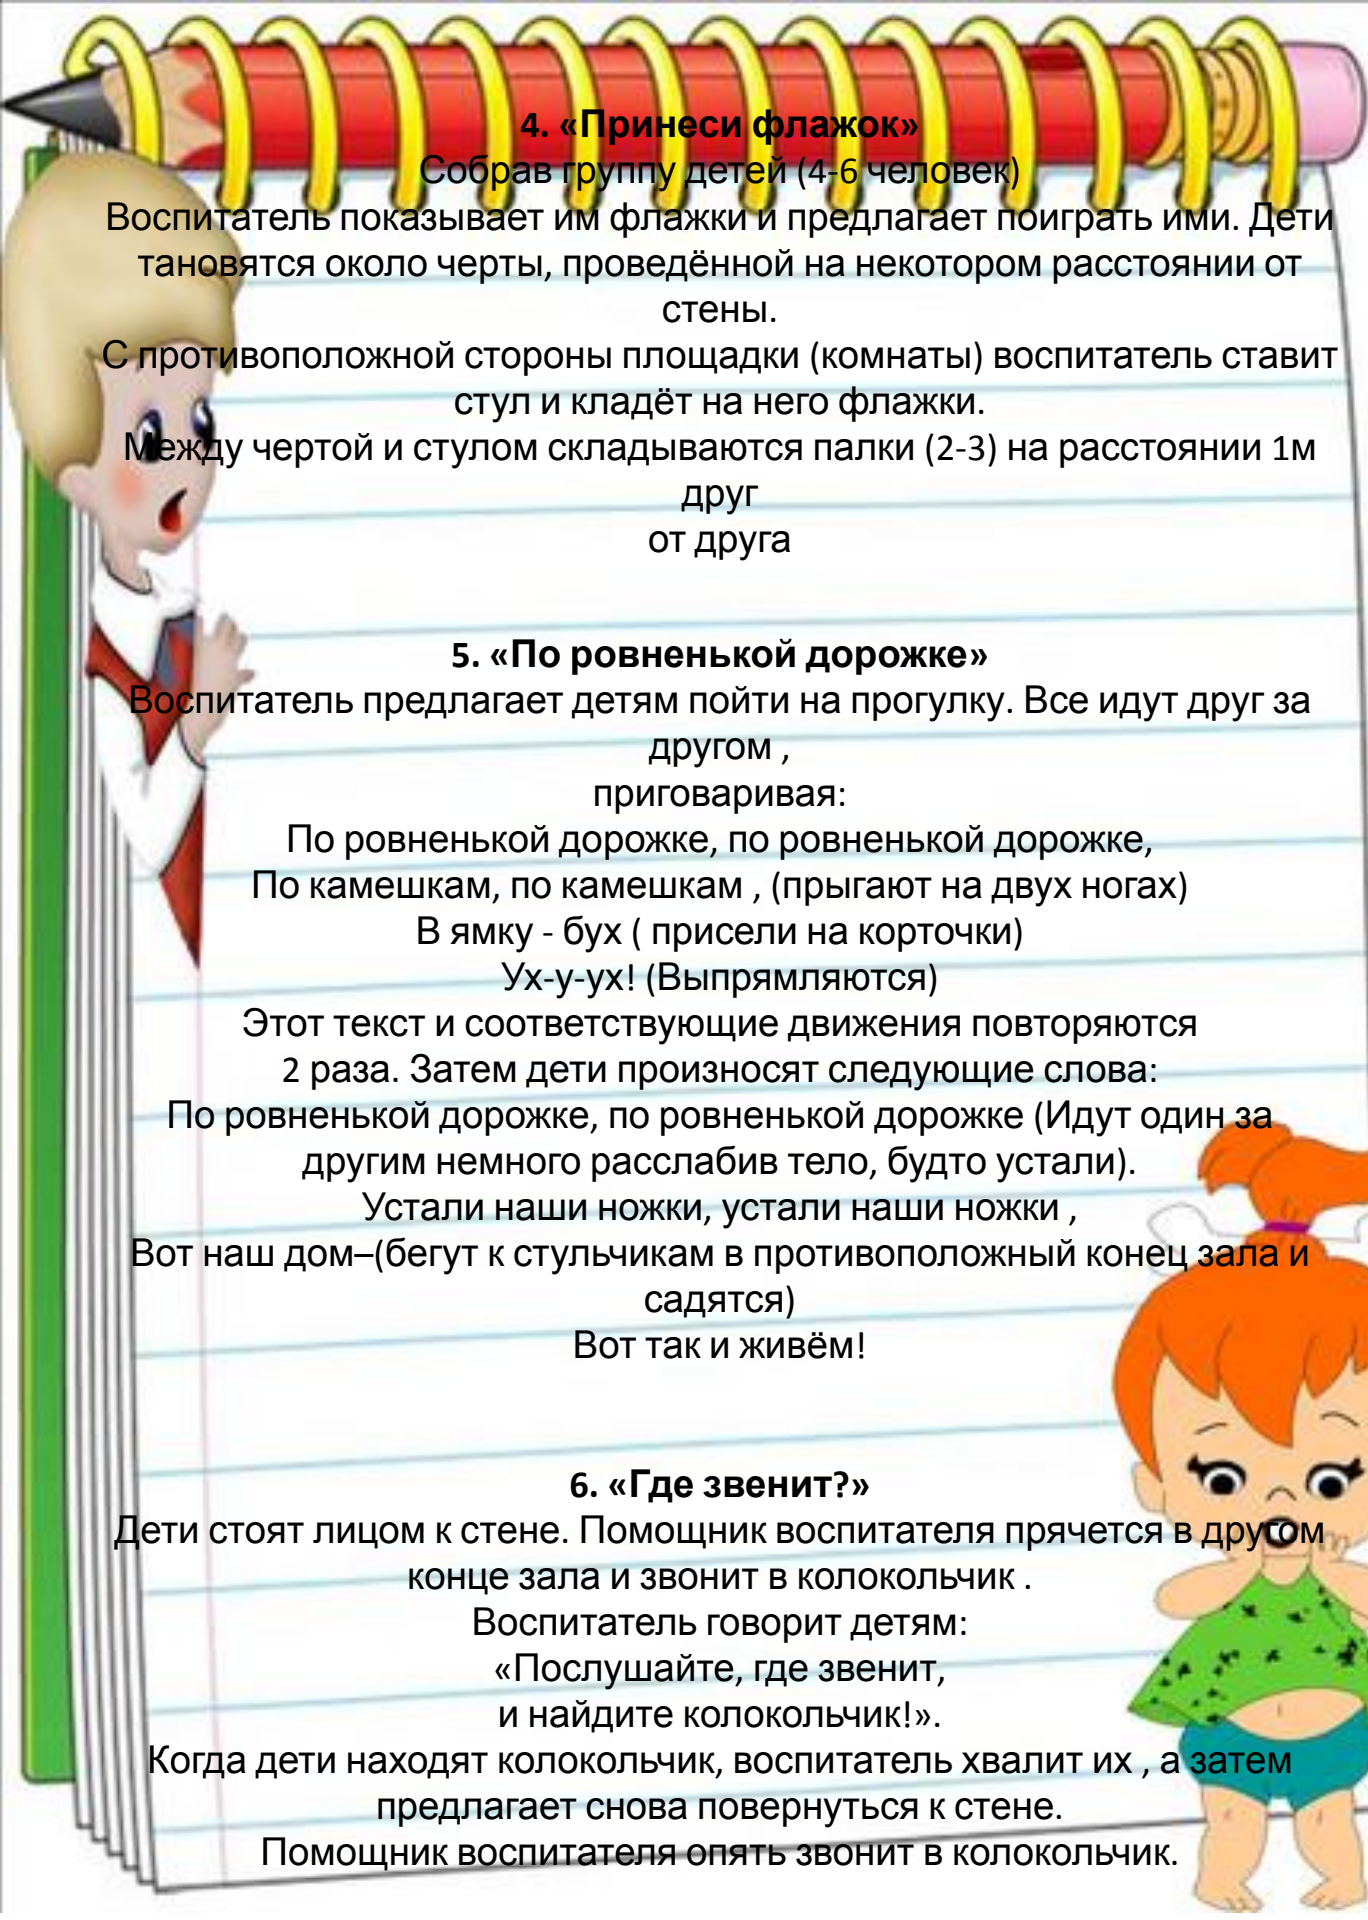 4. «Принеси флажок»
Собрав группу детей (4-6 человек)
Воспитатель показывает им флажки и предлагает поиграть ими. Дети
тановятся около черты, проведённой на некотором расстоянии от
стены.
С противоположной стороны площадки (комнаты) воспитатель ставит
стул и кладёт на него флажки.
Между чертой и стулом складываются палки (2-3) на расстоянии 1м
друг
от друга
5. «По ровненькой дорожке»
Воспитатель предлагает детям пойти на прогулку. Все идут друг за
другом ,
приговаривая:
По ровненькой дорожке, по ровненькой дорожке,
По камешкам, по камешкам , (прыгают на двух ногах)
В ямку - бух ( присели на корточки)
Ух-у-ух! (Выпрямляются)
Этот текст и соответствующие движения повторяются
2 раза. Затем дети произносят следующие слова:
По ровненькой дорожке, по ровненькой дорожке (Идут один за
другим немного расслабив тело, будто устали).
Устали наши ножки, устали наши ножки ,
Вот наш дом–(бегут к стульчикам в противоположный конец зала и
садятся)
Вот так и живём!
6. «Где звенит?»
Дети стоят лицом к стене. Помощник воспитателя прячется в другом
конце зала и звонит в колокольчик .
Воспитатель говорит детям:
«Послушайте, где звенит,
и найдите колокольчик!».
Когда дети находят колокольчик, воспитатель хвалит их , а затем
предлагает снова повернуться к стене.
Помощник воспитателя опять звонит в колокольчик.